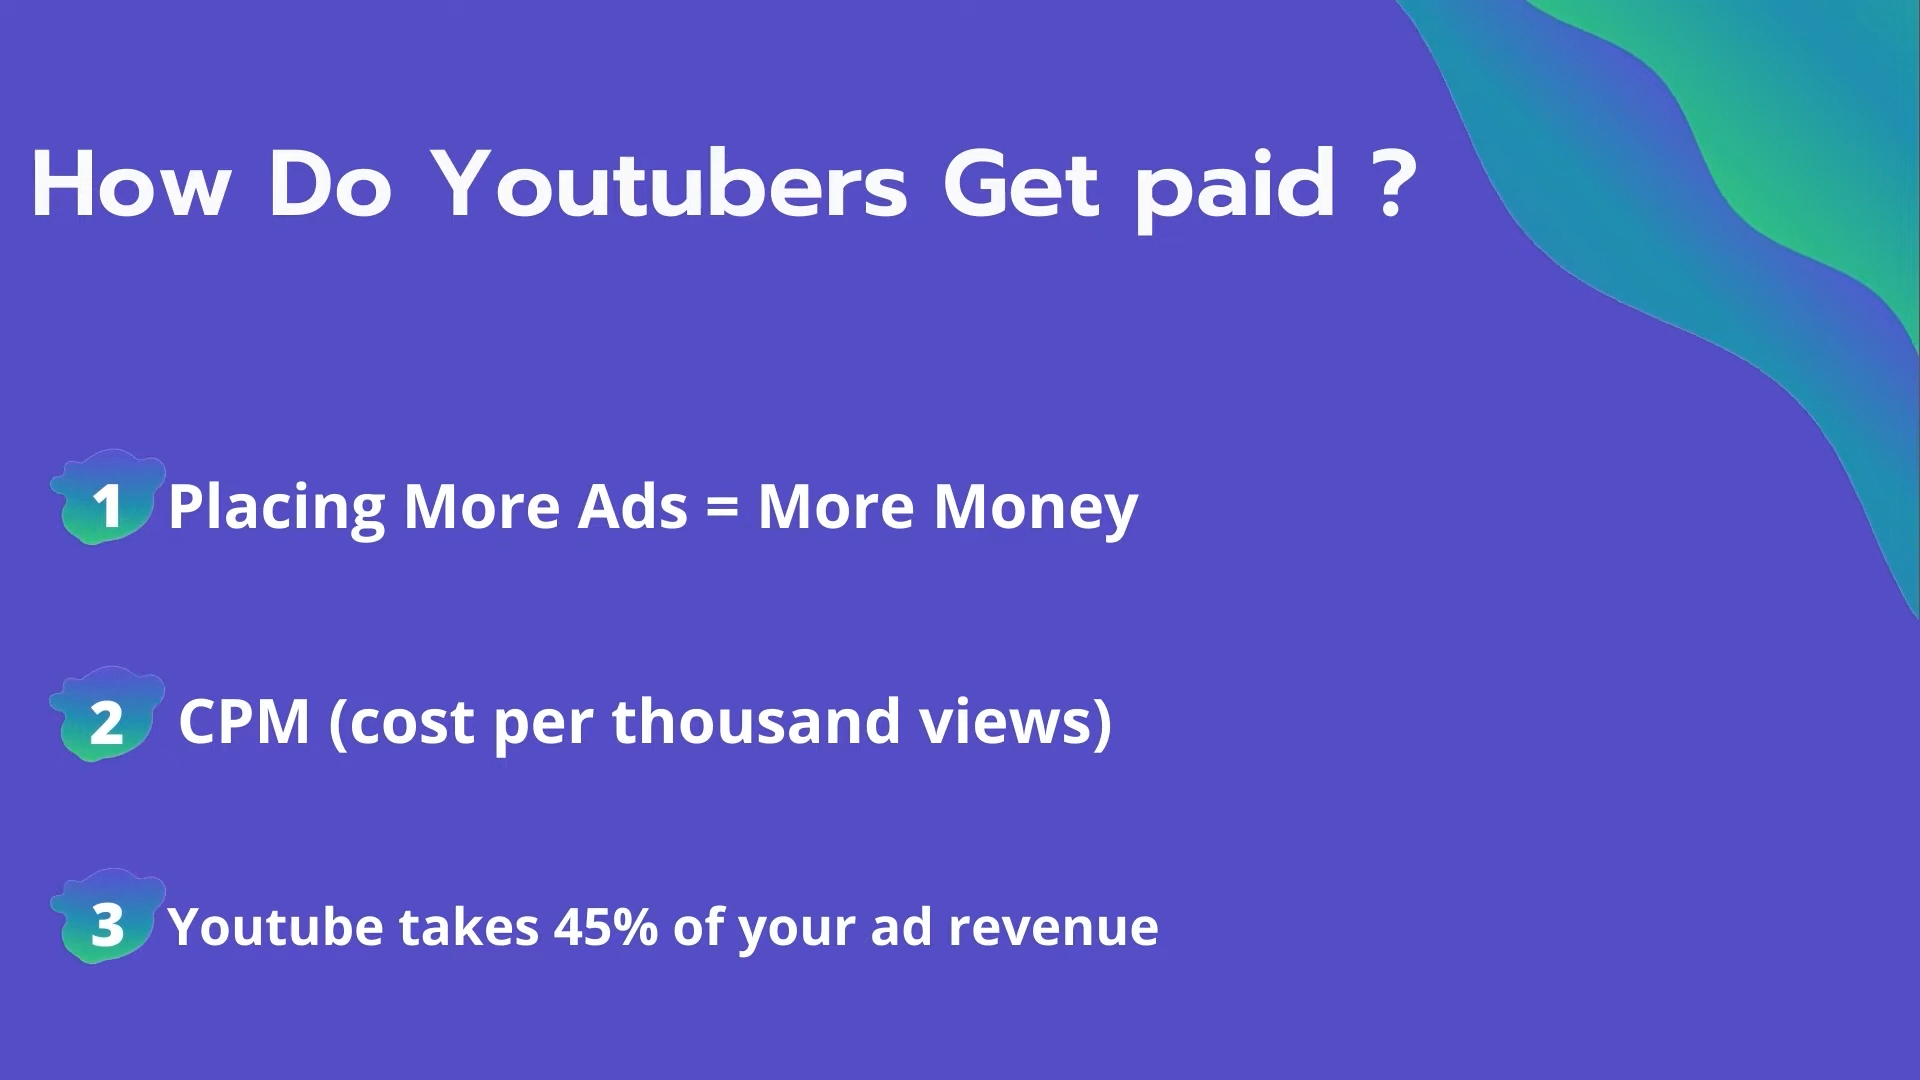 How Do Youtubers Get paid ?
1 Placing More Ads = More Money
2 CPM (cost per thousand views)
3 Youtube takes 45% of your ad revenue